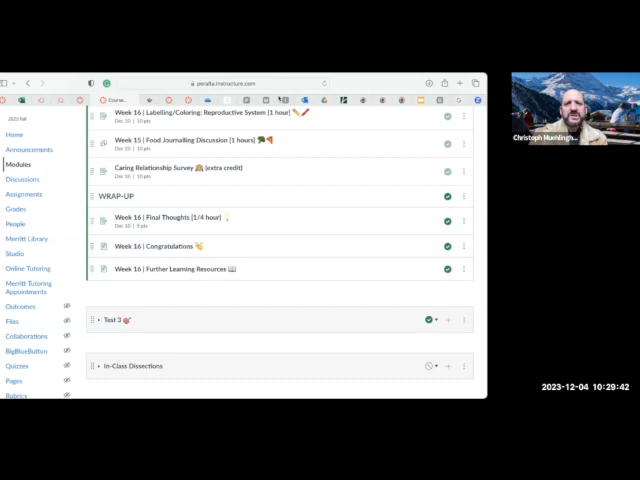 peralta.instructure.com
Course...
2023 Fall
Home
Announcements
Modules
Discussions
Assignments
Grades
People
Merritt Library
Studio
Online Tutoring
Merritt Tutoring
Appointments
Outcomes
Files
Collaborations
BigBlueButton
Quizzes
Pages
Rubrics
Week 16 | Labelling/Coloring: Reproductive System [1 hour]
Dec 10 | 10 pts
Week 15 | Food Journalling Discussion [1 hours]
Dec 10 | 10 pts
Caring Relationship Survey (extra credit)
Dec 10 | 10 pts
WRAP-UP
Week 16 | Final Thoughts [1/4 hour]
Dec 10 | 5 pts
Week 16 | Congratulations
Week 16 | Further Learning Resources
Test 3
In-Class Dissections
Christoph Muehlingh...
2023-12-04 10:29:42